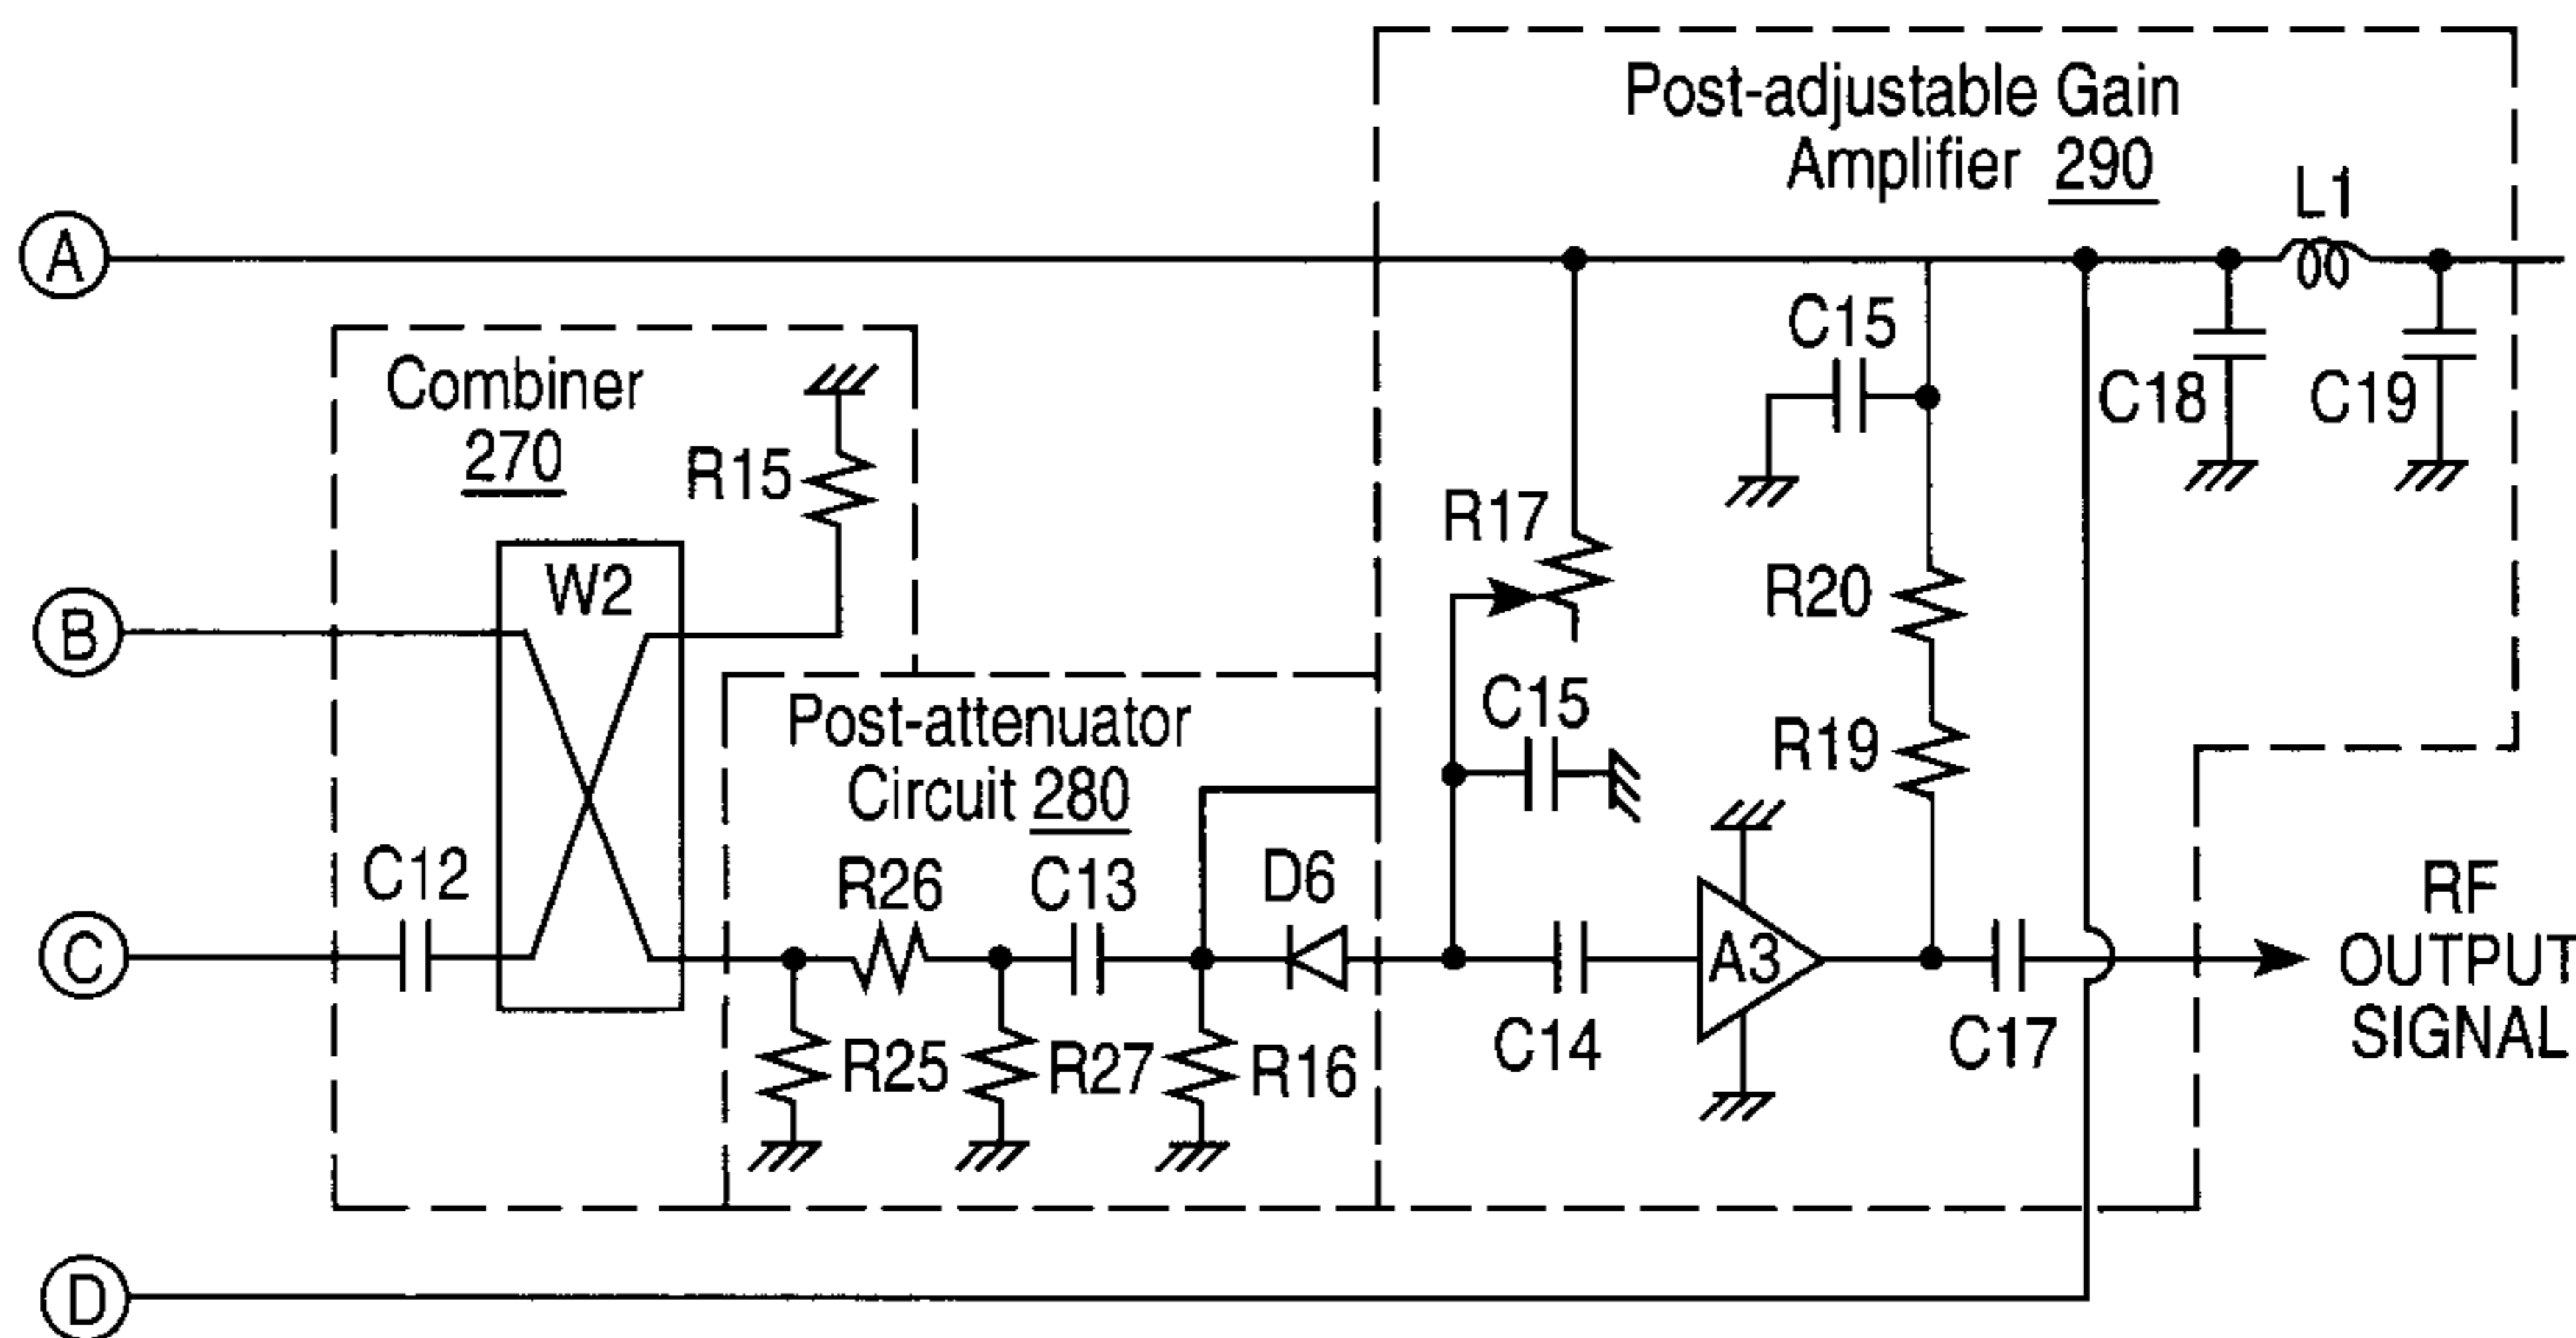 Post-adjustable Gain
Amplifier 290
L1
A
C15
C18
C19
Combiner
270
R15
R17
W2
R20
B
Post-attenuator
Circuit 280
C15
R19
C12
R26
C13
D6
RF
OUTPUT
SIGNAL
C
A3
R25
R27
R16
C14
C17
D